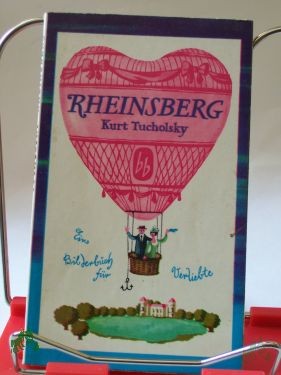 RHEINSBERG
Kurt Tucholsky
bb
Ein
Bilderbuch
für Verliebte